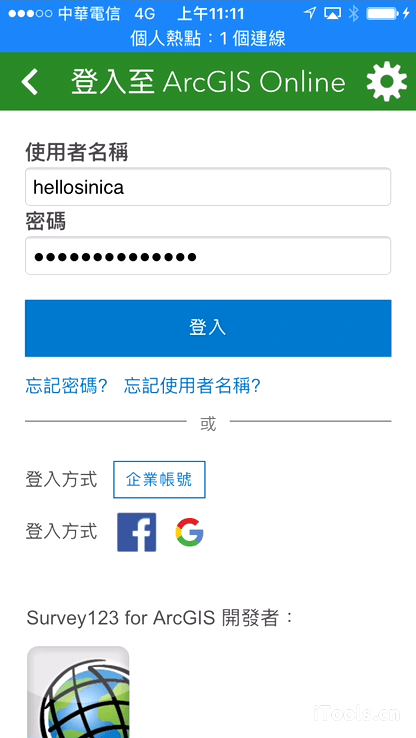 中華電信 4G 上午11:11
個人熱點：1 個連線
登入至 ArcGIS Online
使用者名稱
hellosinica
密碼
●●●●●●●●●●●●●●
登入
忘記密碼? 忘記使用者名稱?
或
登入方式 企業帳號
登入方式
Survey123 for ArcGIS 開發者：
iTools.cn